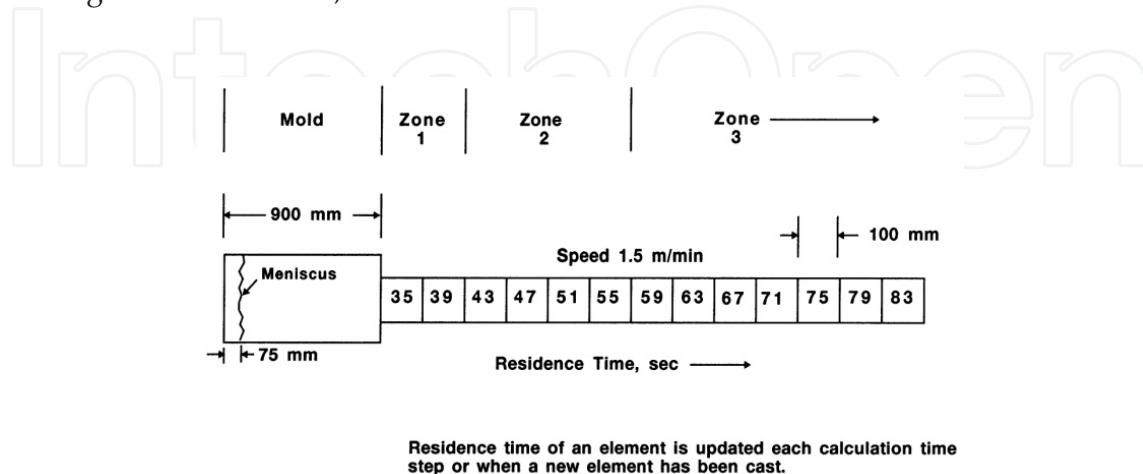 IntechOpen
Mold
Zone 1
Zone 2
Zone 3
900 mm
100 mm
Speed 1.5 m/min
Meniscus
35 39 43 47 51 55 59 63 67 71 75 79 83
75 mm
Residence Time, sec
Residence time of an element is updated each calculation time
step or when a new element has been cast.